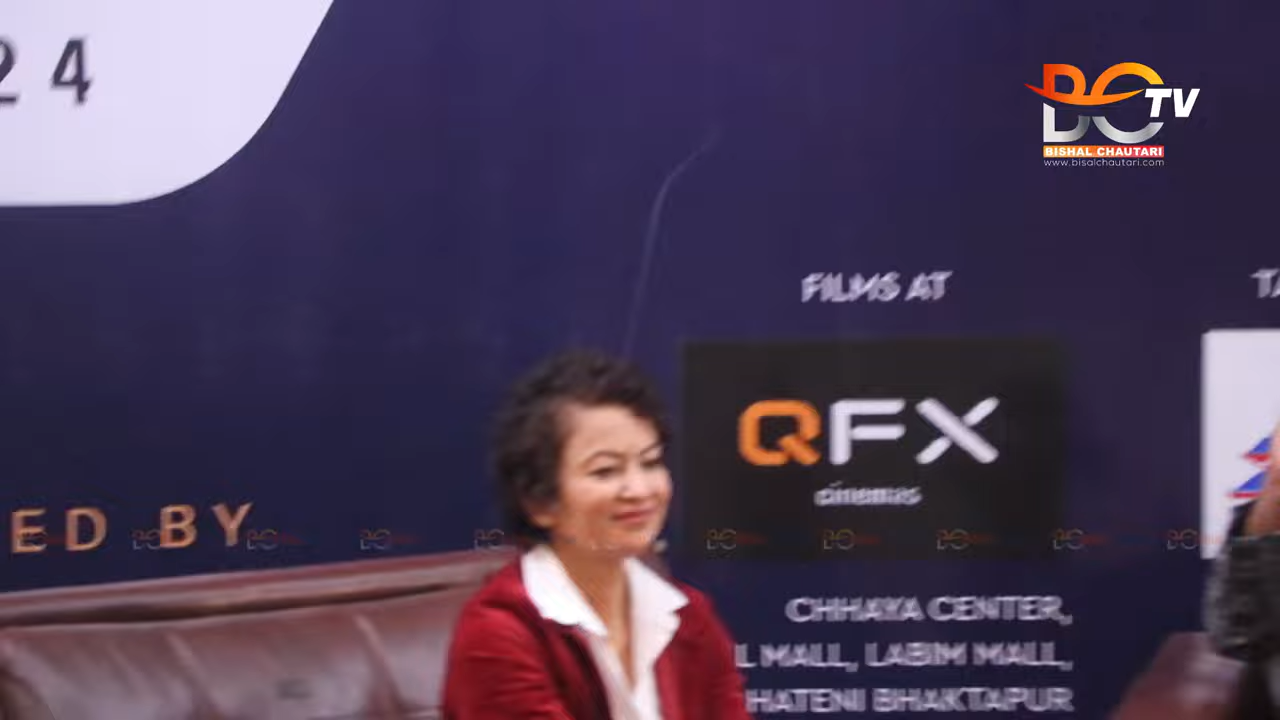 24
BC TV
BISHAL CHAUTARI
www.bisalchautari.com
FILMS AT
QFX
cinemas
ED BY
CHHAYA CENTER,
L MALL, LABIM MALL,
HATENI BHAKTAPUR